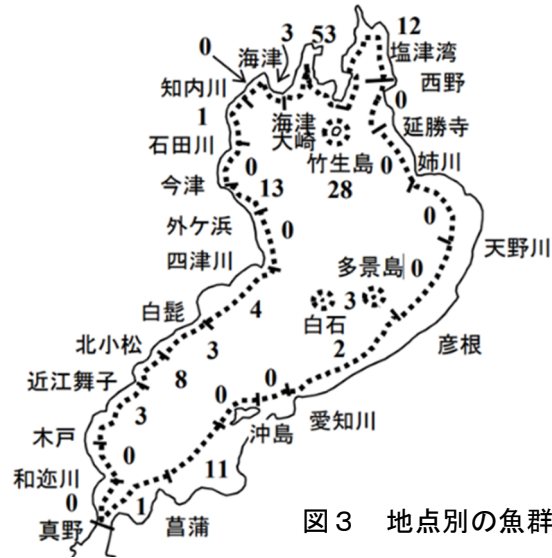 53
12
3
0
海津
塩津湾
知内川
西野
0
1
海津
大崎
延勝寺
石田川
竹生島
0
姉川
0
28
今津
13
外ケ浜
0
0
天野川
四津川
多景島
0
白髭
4
3
白石
北小松
3
2
彦根
近江舞子
8
0
0
3
沖島
愛知川
木戸
0
11
和迩川
0
1
真野
菖蒲
図3 地点別の魚群